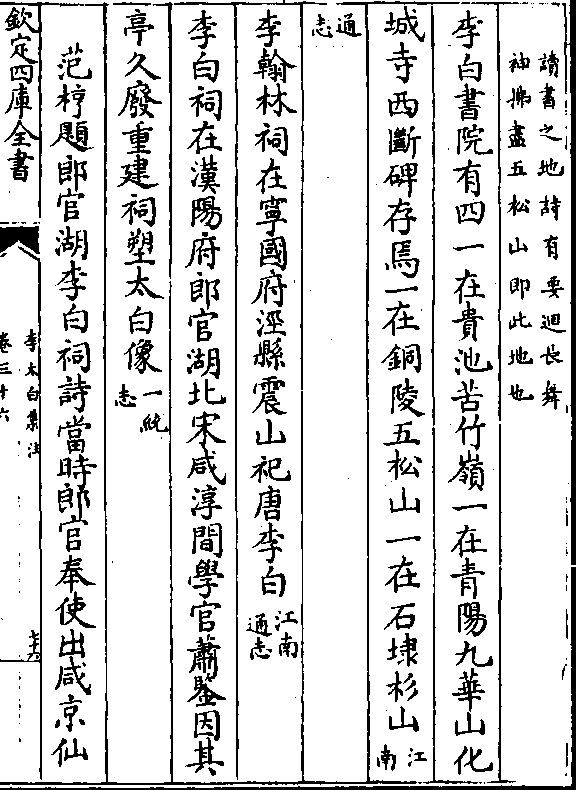 讀書之地詩有要迴長舞
袖拂盡五松山即此地也
李白書院有四一在貴池苦竹嶺一在青陽九華山化
城寺西斷碑存焉一在銅陵五松山一在石埭杉山江南
通志
李翰林祠在寧國府涇縣震山祀唐李白江南通志
李白祠在漢陽府郎官湖北宋咸淳間學官蕭鑒因其
亭久廢重建祠塑太白像一統志
范梈題郎官湖李白祠詩當時郎官奉使出咸京仙
欽定四庫全書
李太白集注
卷三十六
七十六